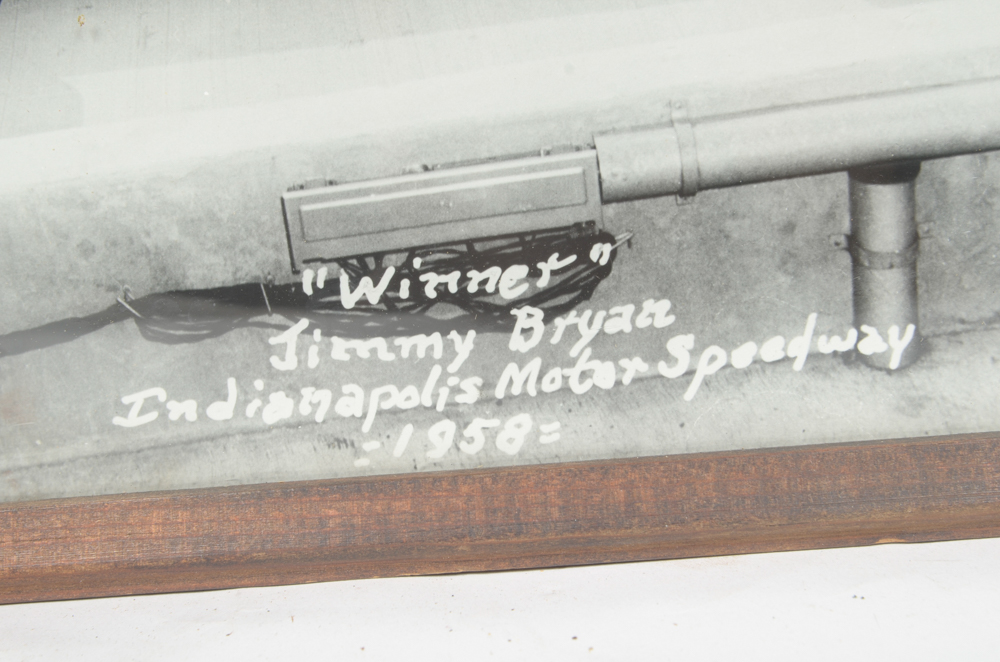 "Winner"
Jimmy Bryan
Indianapolis Motor Speedway
=1958=